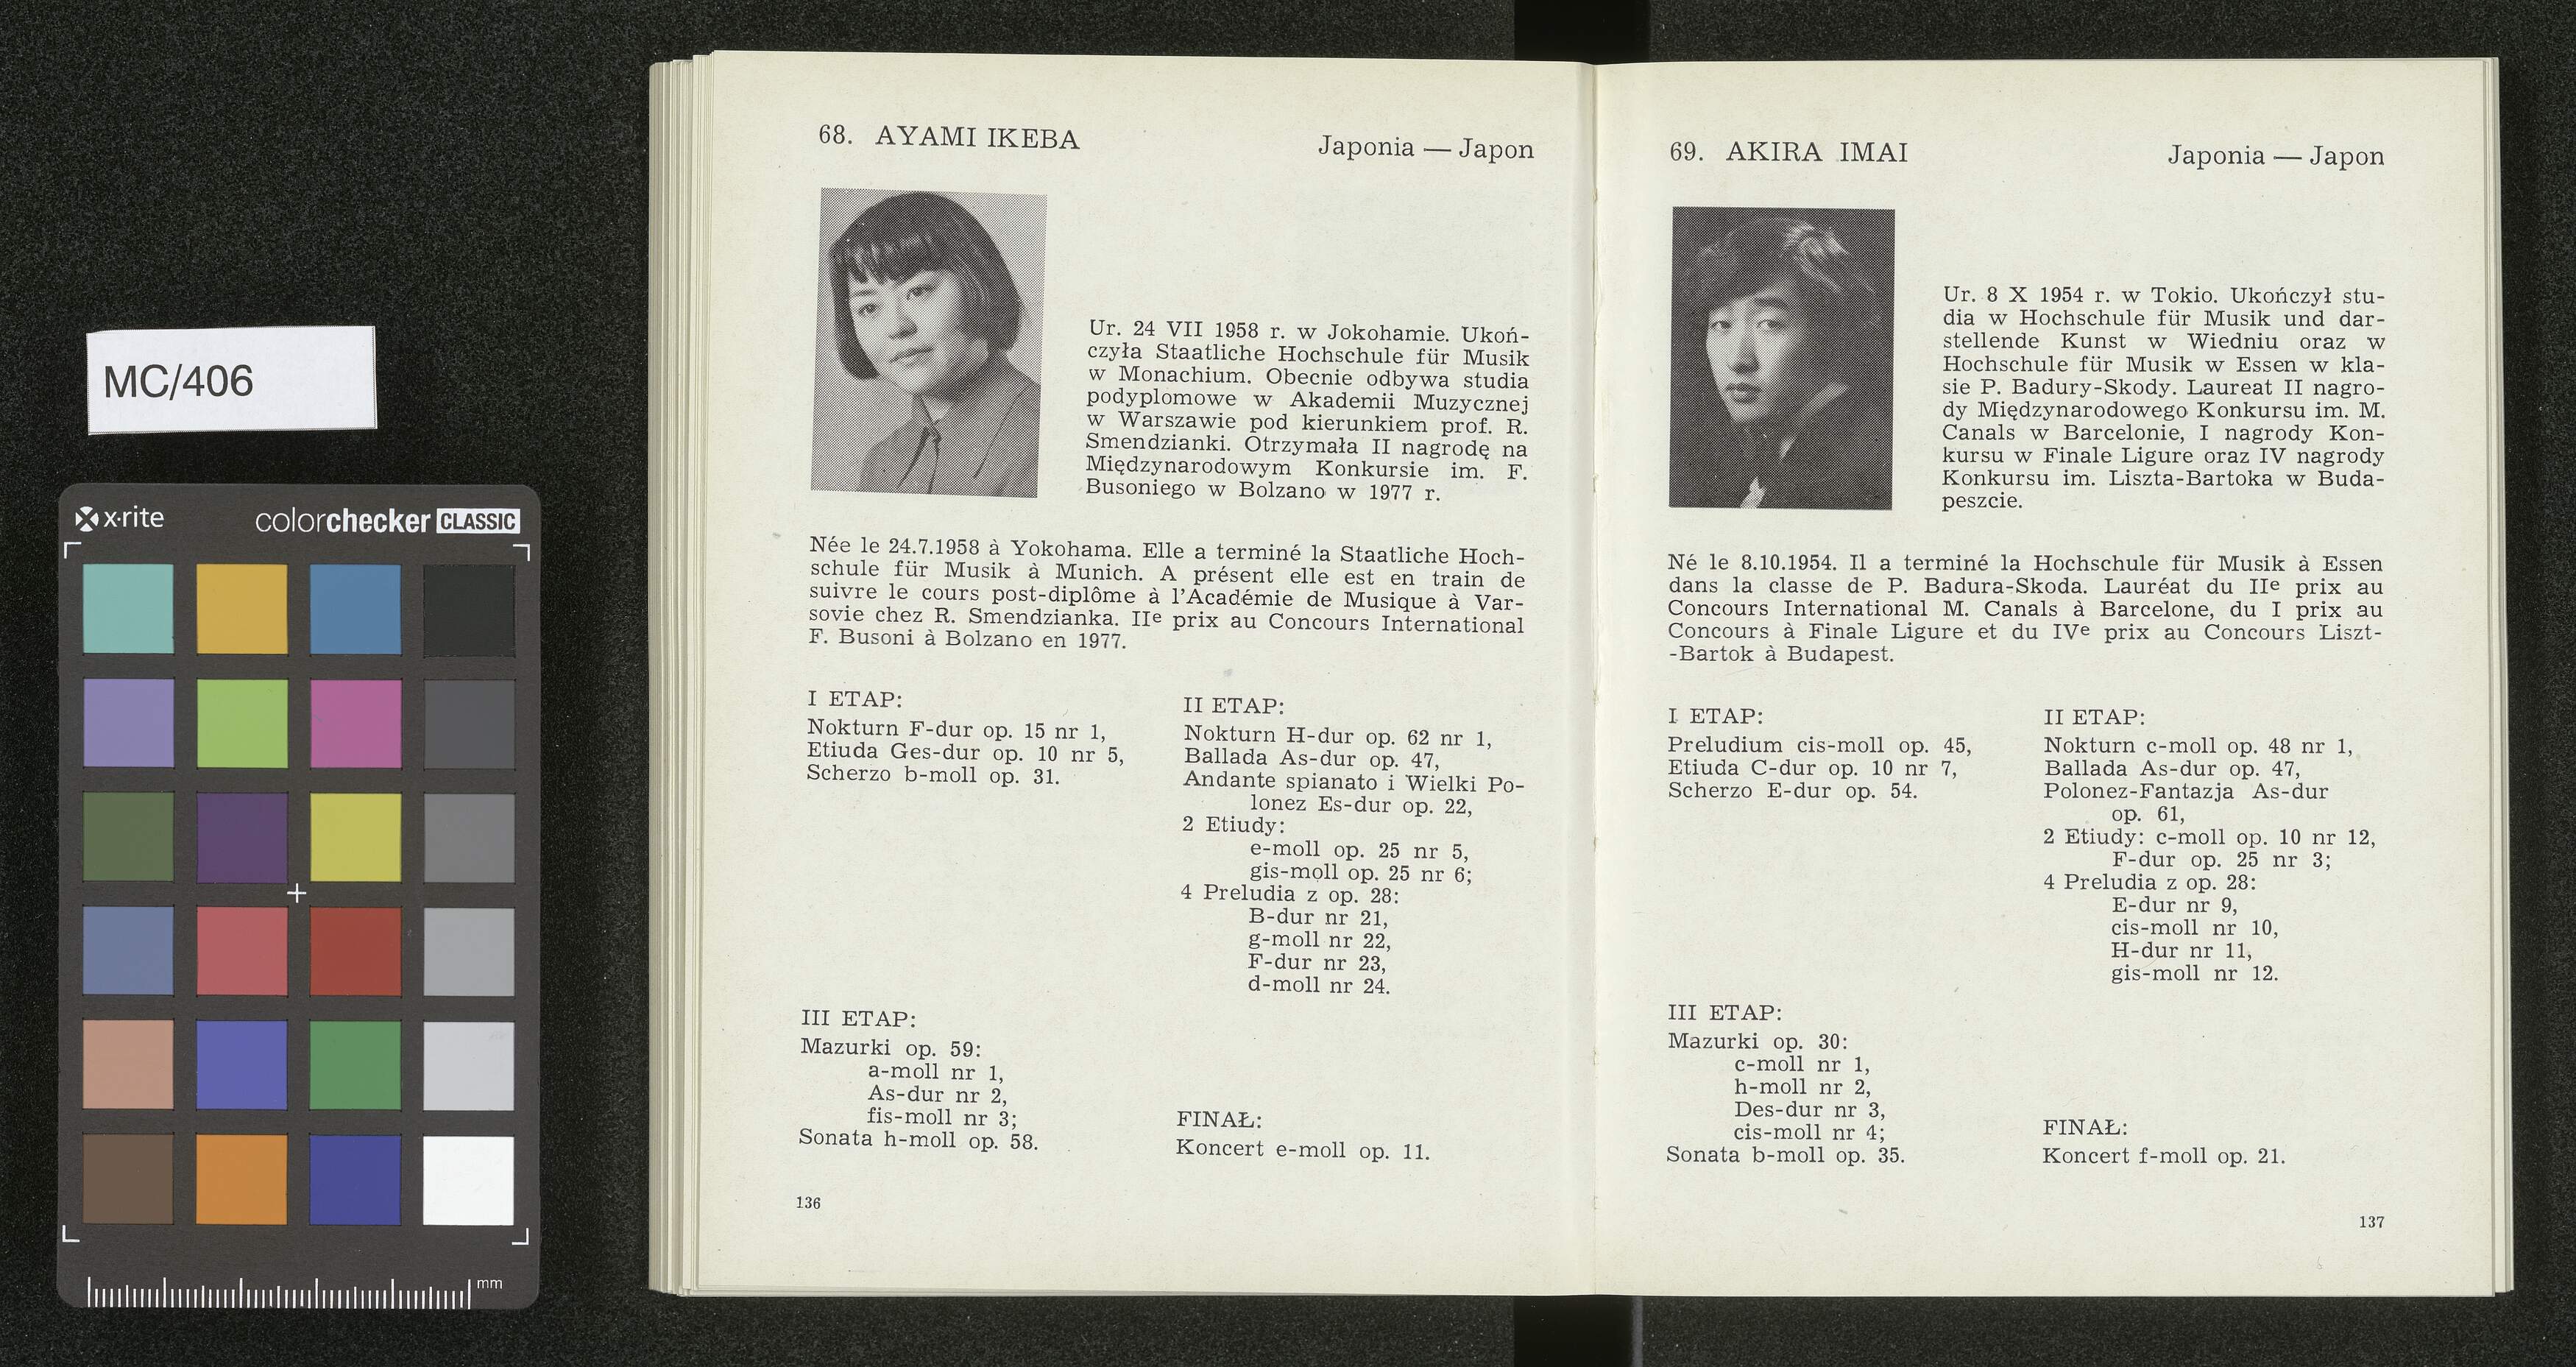 MC/406
x·rite
colorchecker CLASSIC
mm
68. AYAMI IKEBA
Japonia — Japon
Ur. 24 VII 1958 r. w Jokohamie. Ukoń-
czyła Staatliche Hochschule für Musik
w Monachium. Obecnie odbywa studia
podyplomowe w Akademii Muzycznej
w Warszawie pod kierunkiem prof. R.
Smendzianki. Otrzymała II nagrodę na
Międzynarodowym Konkursie im. F.
Busoniego w Bolzano w 1977 r.
Née le 24.7.1958 à Yokohama. Elle a terminé la Staatliche Hoch-
schule für Musik à Munich. A présent elle est en train de
suivre le cours post-diplôme à l'Académie de Musique à Var-
sovie chez R. Smendzianka. IIe prix au Concours International
F. Busoni à Bolzano en 1977.
I ETAP:
Nokturn F-dur op. 15 nr 1,
Etiuda Ges-dur op. 10 nr 5,
Scherzo b-moll op. 31.
II ETAP:
Nokturn H-dur op. 62 nr 1,
Ballada As-dur op. 47,
Andante spianato i Wielki Po-
lonez Es-dur op. 22,
2 Etiudy:
e-moll op. 25 nr 5,
gis-moll op. 25 nr 6;
4 Preludia z op. 28:
B-dur nr 21,
g-moll nr 22,
F-dur nr 23,
d-moll nr 24.
III ETAP:
Mazurki op. 59:
a-moll nr 1,
As-dur nr 2,
fis-moll nr 3;
Sonata h-moll op. 58.
FINAŁ:
Koncert e-moll op. 11.
136
69. AKIRA IMAI
Japonia — Japon
Ur. 8 X 1954 r. w Tokio. Ukończył stu-
dia w Hochschule für Musik und dar-
stellende Kunst w Wiedniu oraz w
Hochschule für Musik w Essen w kla-
sie P. Badury-Skody. Laureat II nagro-
dy Międzynarodowego Konkursu im. M.
Canals w Barcelonie, I nagrody Kon-
kursu w Finale Ligure oraz IV nagrody
Konkursu im. Liszta-Bartoka w Buda-
peszcie.
Né le 8.10.1954. Il a terminé la Hochschule für Musik à Essen
dans la classe de P. Badura-Skoda. Lauréat du IIe prix au
Concours International M. Canals à Barcelone, du I prix au
Concours à Finale Ligure et du IVe prix au Concours Liszt-
-Bartok à Budapest.
I ETAP:
Preludium cis-moll op. 45,
Etiuda C-dur op. 10 nr 7,
Scherzo E-dur op. 54.
II ETAP:
Nokturn c-moll op. 48 nr 1,
Ballada As-dur op. 47,
Polonez-Fantazja As-dur
op. 61,
2 Etiudy: c-moll op. 10 nr 12,
F-dur op. 25 nr 3;
4 Preludia z op. 28:
E-dur nr 9,
cis-moll nr 10,
H-dur nr 11,
gis-moll nr 12.
III ETAP:
Mazurki op. 30:
c-moll nr 1,
h-moll nr 2,
Des-dur nr 3,
cis-moll nr 4;
Sonata b-moll op. 35.
FINAŁ:
Koncert f-moll op. 21.
137